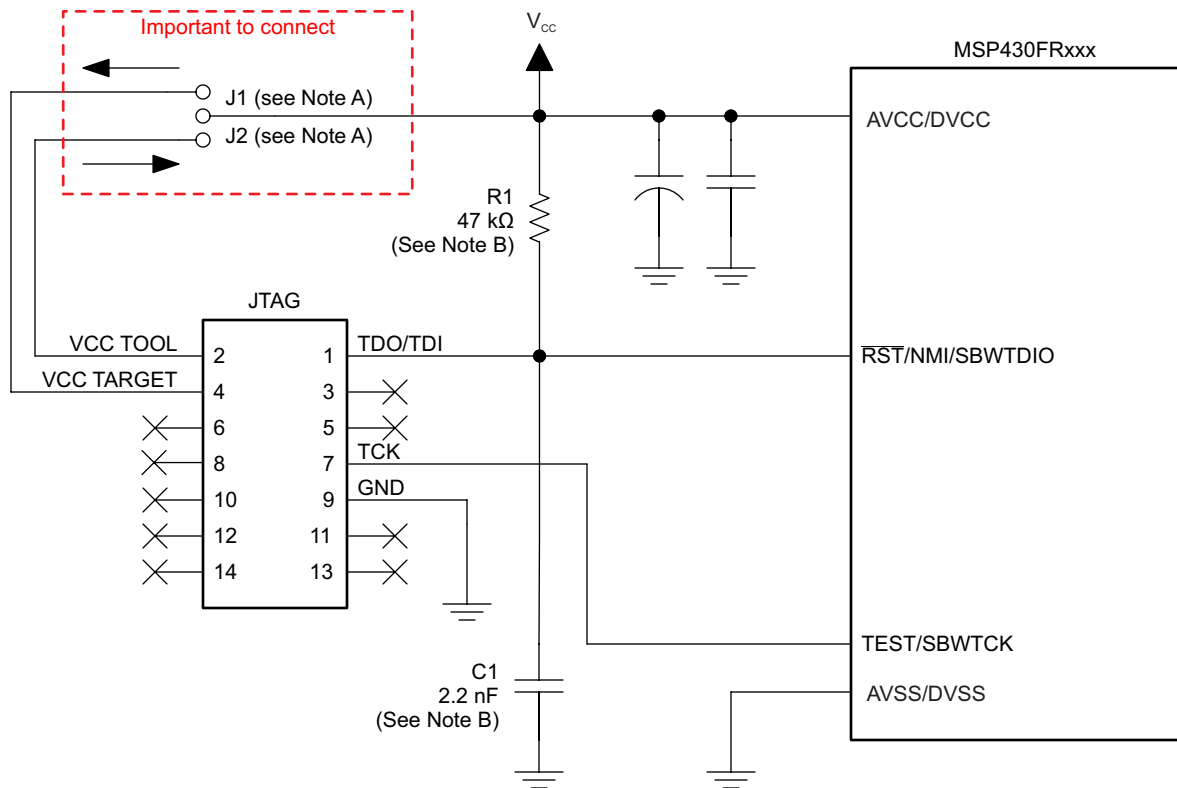 Important to connect
J1 (see Note A)
J2 (see Note A)
VCC
MSP430FRxxx
AVCC/DVCC
R1
47 kΩ
(See Note B)
JTAG
VCC TOOL
2
1
TDO/TDI
RST/NMI/SBWTDIO
VCC TARGET
4
3
6
5
8
7
TCK
10
9
GND
12
11
14
13
C1
2.2 nF
(See Note B)
TEST/SBWTCK
AVSS/DVSS